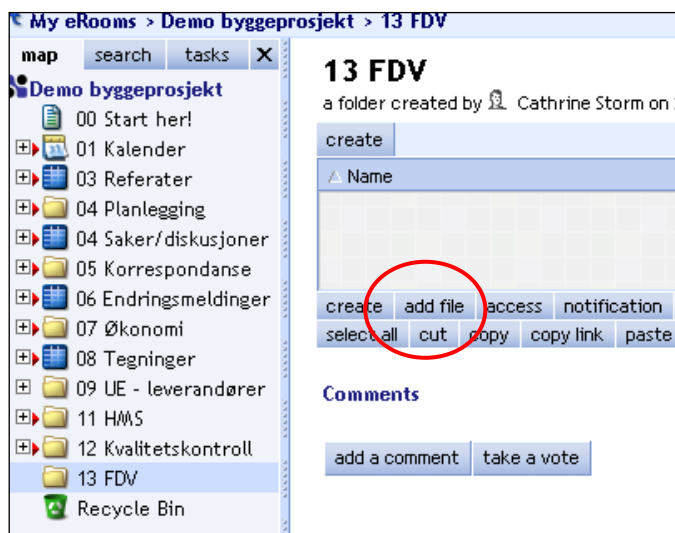 My eRooms > Demo byggeprosjekt > 13 FDV
map search tasks X
Demo byggeprosjekt
00 Start her!
01 Kalender
03 Referater
04 Planlegging
04 Saker/diskusjoner
05 Korrespondanse
06 Endringsmeldinger
07 Økonomi
08 Tegninger
09 UE - leverandører
11 HMS
12 Kvalitetskontroll
13 FDV
Recycle Bin
13 FDV
a folder created by Cathrine Storm on
create
Name
create add file access notification
select all cut copy copy link paste
Comments
add a comment take a vote